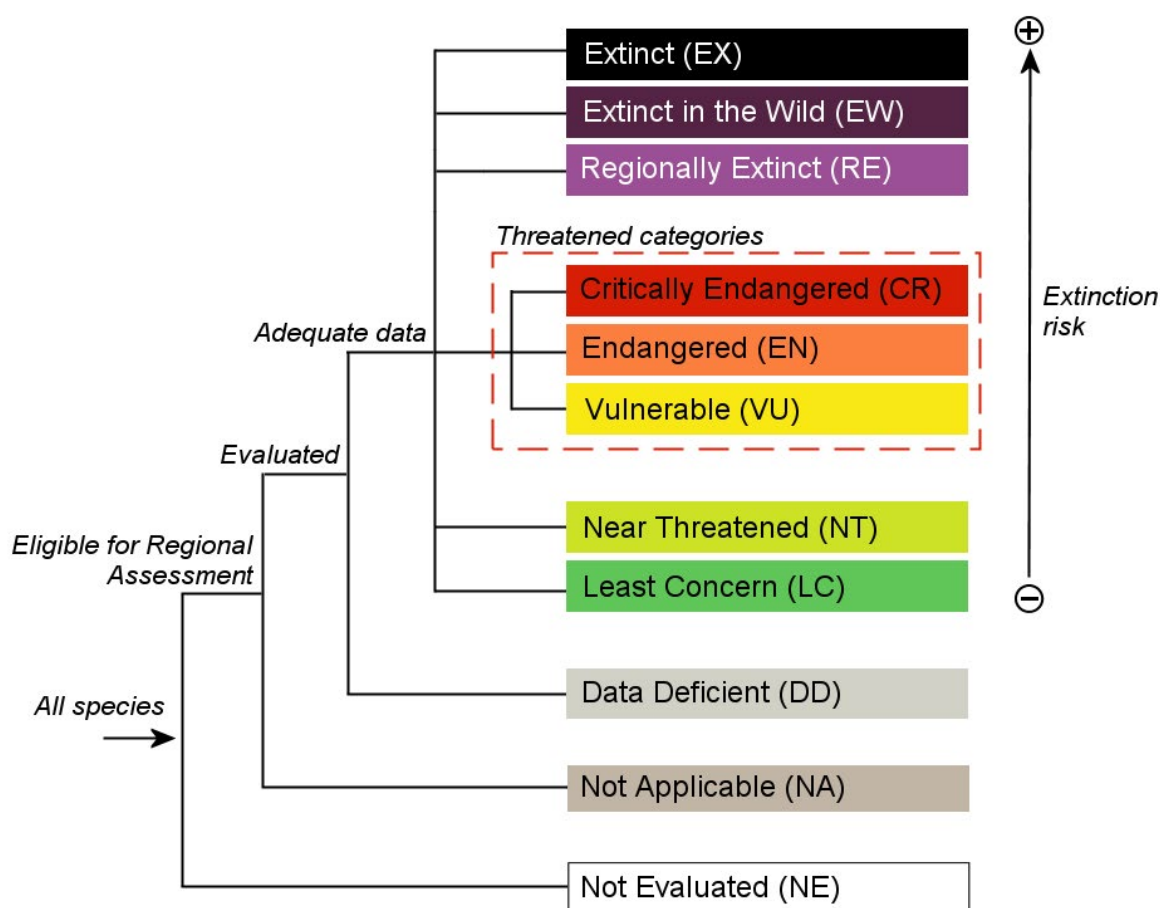 Extinct (EX)
Extinct in the Wild (EW)
Regionally Extinct (RE)
Threatened categories
Critically Endangered (CR)
Extinction
risk
Adequate data
Endangered (EN)
Vulnerable (VU)
Evaluated
Near Threatened (NT)
Eligible for Regional
Assessment
Least Concern (LC)
Data Deficient (DD)
All species
Not Applicable (NA)
Not Evaluated (NE)